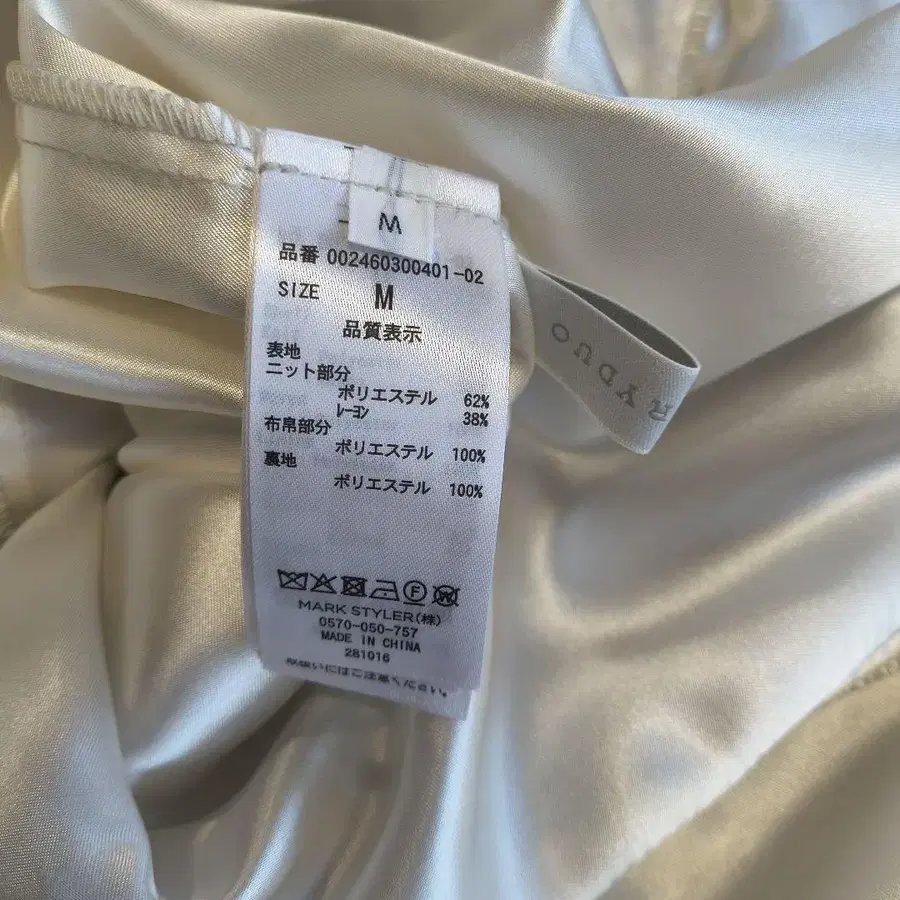 M
品番 002460300401-02
SIZE M
品質表示
表地
ニット部分
ポリエステル 62%
レーヨン 38%
布帛部分
ポリエステル 100%
裏地
ポリエステル 100%
MARK STYLER(株)
0570-050-757
MADE IN CHINA
281016
RYDUO